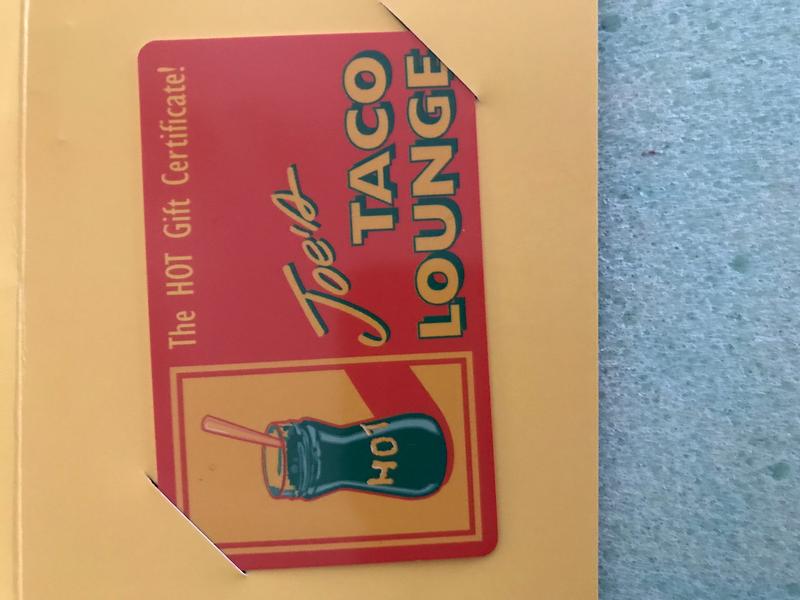 The HOT Gift Certificate!
Joe's
TACO
LOUNGE
HOT